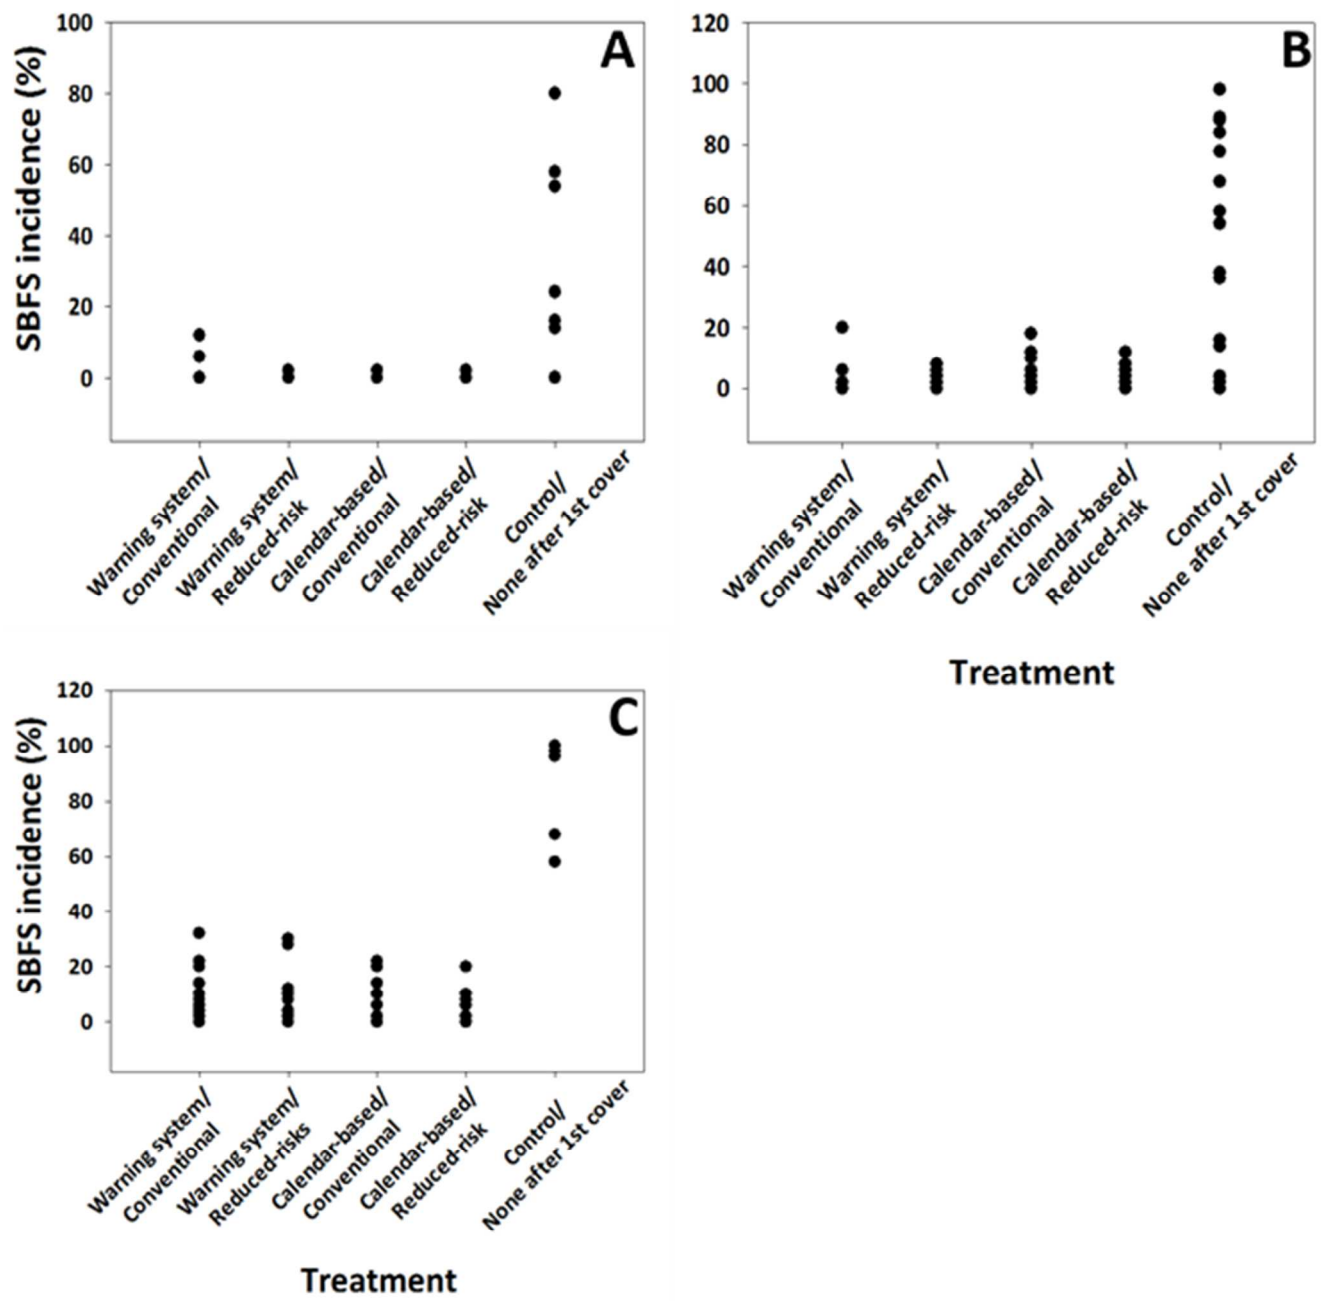 A
SBFS incidence (%)
100
80
60
40
20
0
Warning system/
Conventional
Warning system/
Reduced-risk
Calendar-based/
Conventional
Calendar-based/
Reduced-risk
Control/
None after 1st cover
B
120
100
80
60
40
20
0
Warning system/
Conventional
Warning system/
Reduced-risk
Calendar-based/
Conventional
Calendar-based/
Reduced-risk
Control/
None after 1st cover
Treatment
C
SBFS incidence (%)
120
100
80
60
40
20
0
Warning system/
Conventional
Warning system/
Reduced-risks
Calendar-based/
Conventional
Calendar-based/
Reduced-risk
Control/
None after 1st cover
Treatment